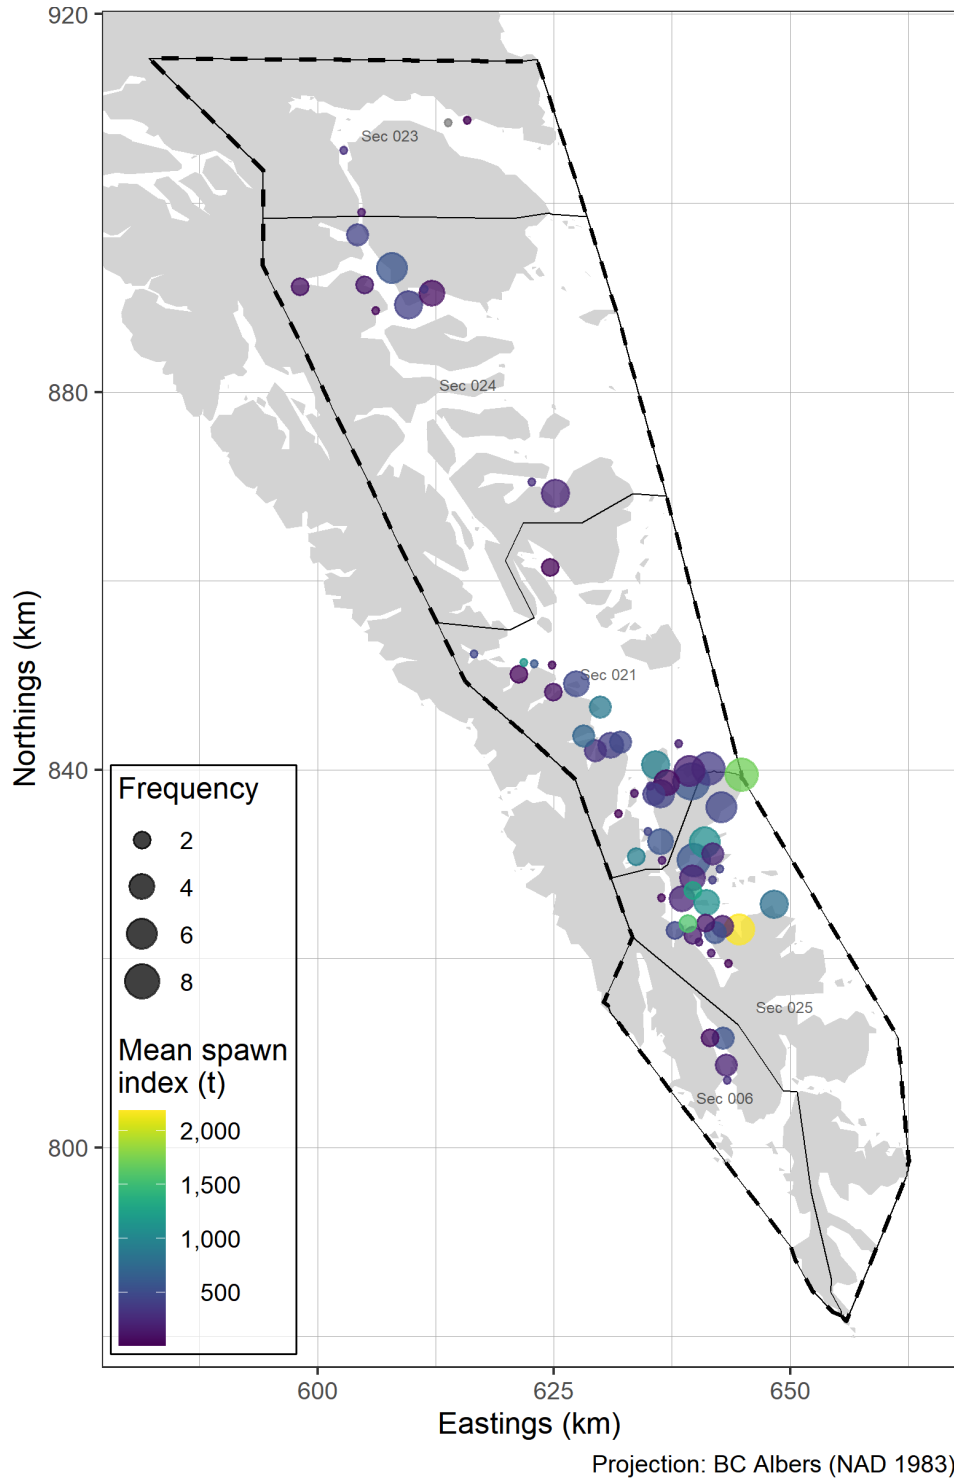 920
880
840
800
Northings (km)
Sec 023
Sec 024
Sec 021
Sec 025
Sec 006
Frequency
2
4
6
8
Mean spawn
index (t)
2,000
1,500
1,000
500
600
625
650
Eastings (km)
Projection: BC Albers (NAD 1983)